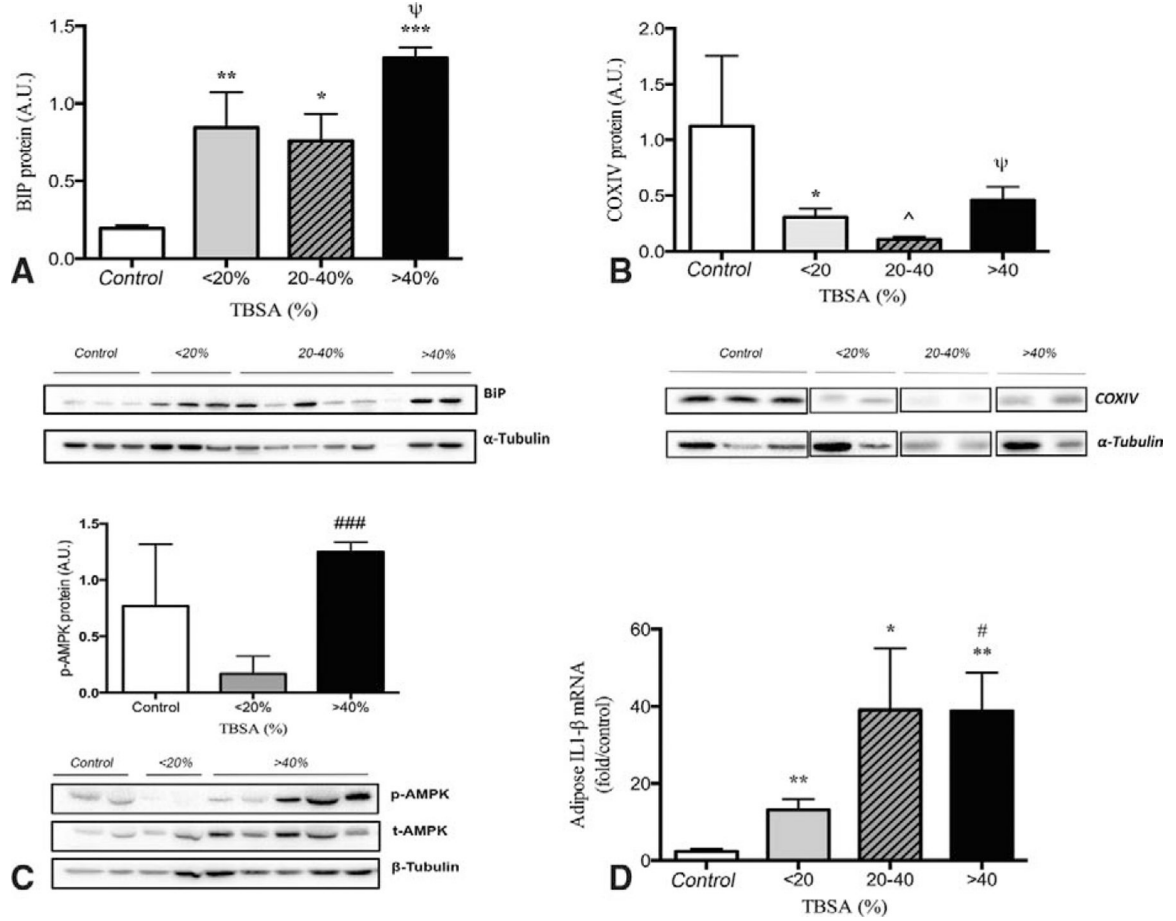 1.5
1.0
0.5
0.0
BIP protein (A.U.)
**
*
ψ
***
Control
<20%
20-40%
>40%
TBSA (%)
A
Control
<20%
20-40%
>40%
BiP
α-Tubulin
2.0
1.5
1.0
0.5
0.0
COXIV protein (A.U.)
*
^
ψ
Control
<20
20-40
>40
TBSA (%)
B
Control
<20%
20-40%
>40%
COXIV
α-Tubulin
1.5
1.0
0.5
0.0
p-AMPK protein (A.U.)
###
Control
<20%
>40%
TBSA (%)
Control
<20%
>40%
p-AMPK
t-AMPK
β-Tubulin
C
60
40
20
0
Adipose IL1-β mRNA
(fold/control)
**
*
#
**
Control
<20
20-40
>40
TBSA (%)
D